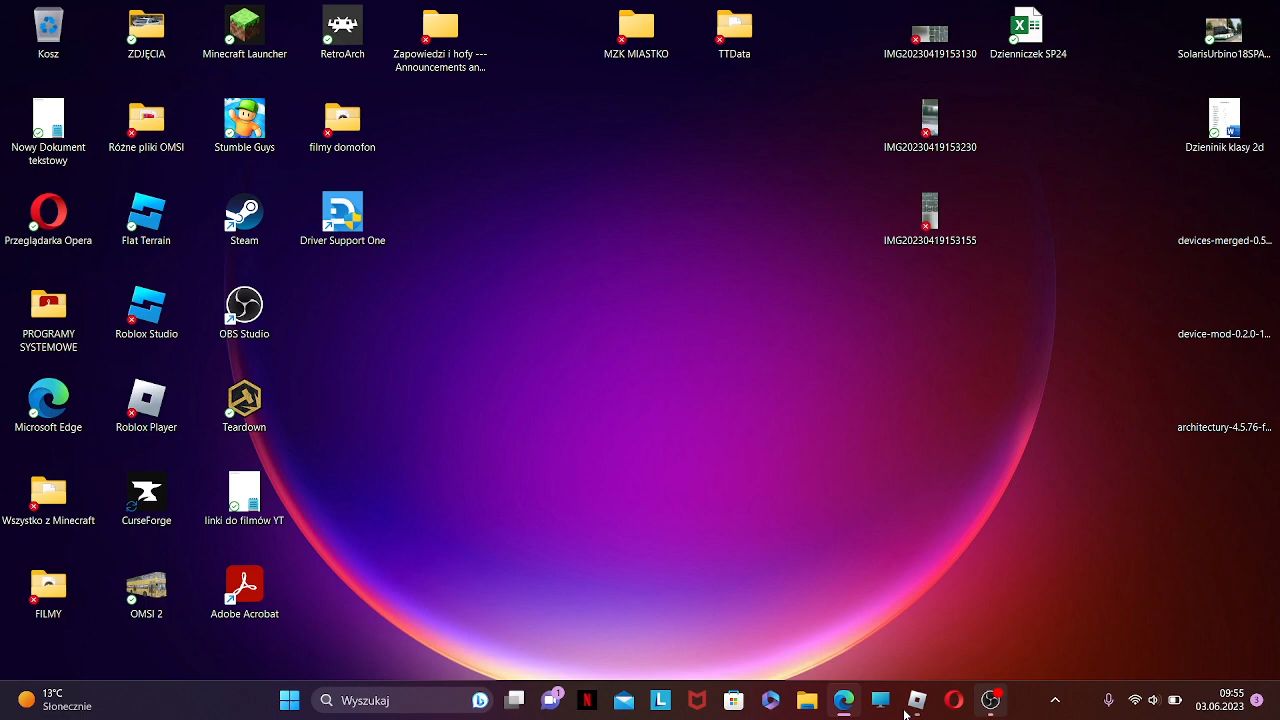 Kosz
ZDJĘCIA
Minecraft Launcher
RetroArch
Zapowiedzi i hofy ---
Announcements an...
MZK MIASTKO
TTData
IMG20230419153130
Dzienniczek SP24
SolarisUrbino18SPA...
Nowy Dokument
tekstowy
Różne pliki OMSI
Stumble Guys
filmy domofon
IMG20230419153230
Dzieninik klasy 2d
Przeglądarka Opera
Flat Terrain
Steam
Driver Support One
IMG20230419153155
devices-merged-0.5...
PROGRAMY
SYSTEMOWE
Roblox Studio
OBS Studio
device-mod-0.2.0-1...
Microsoft Edge
Roblox Player
Teardown
architectury-4.5.76-f...
Wszystko z Minecraft
CurseForge
linki do filmów YT
FILMY
OMSI 2
Adobe Acrobat
13°C
Słonecznie
Wyszukaj
1
09:55
03.06.2023
3